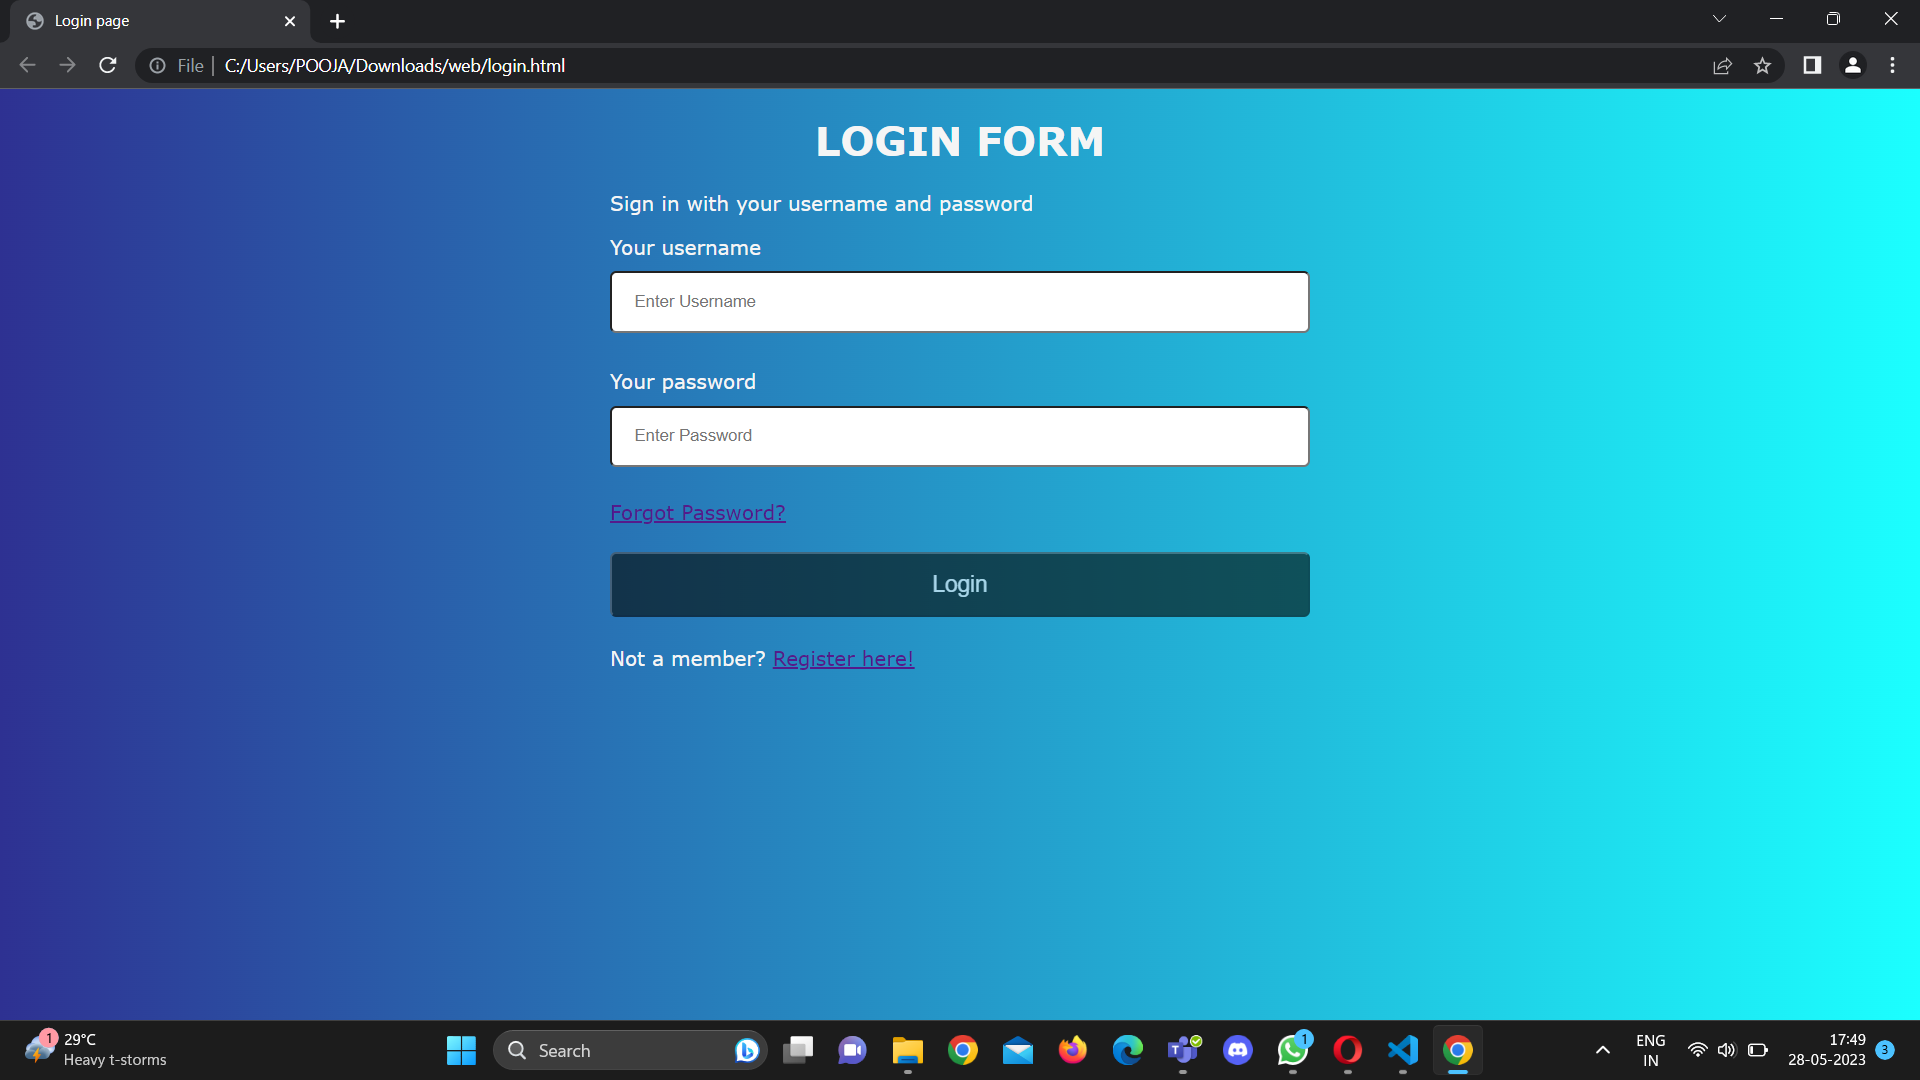 Login page
File
C:/Users/POOJA/Downloads/web/login.html
LOGIN FORM
Sign in with your username and password
Your username
Enter Username
Your password
Enter Password
Forgot Password?
Login
Not a member? Register here!
1
29°C
Heavy t-storms
Search
T
1
ENG
IN
17:49
28-05-2023
3